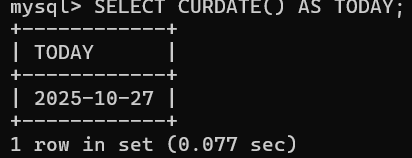 mysql> SELECT CURDATE() AS TODAY;
+------------+
| TODAY      |
+------------+
| 2025-10-27 |
+------------+
1 row in set (0.077 sec)